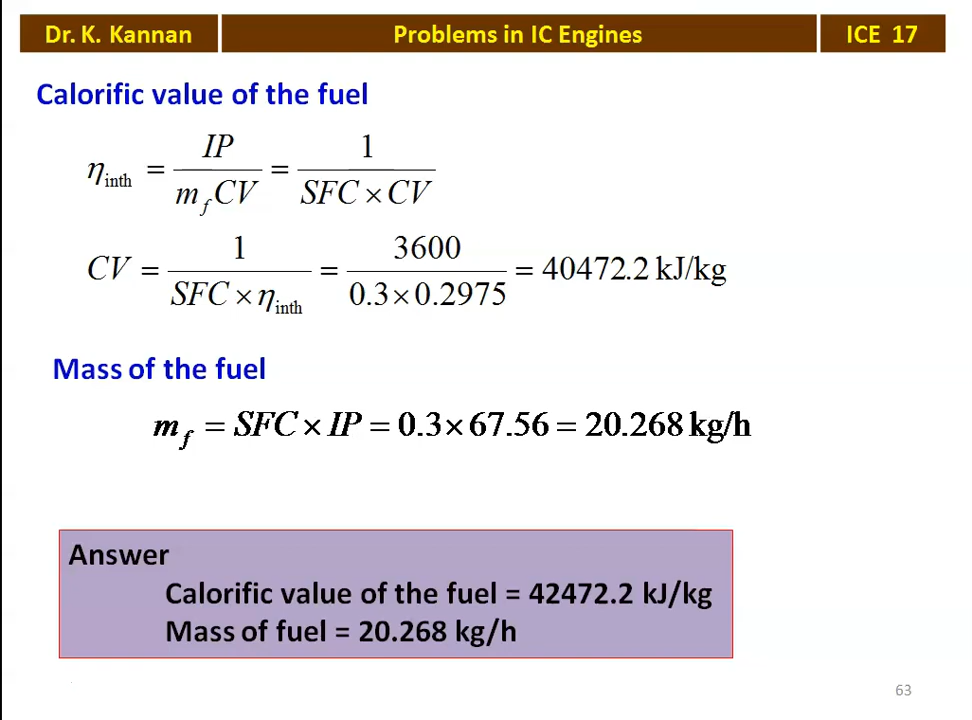 Dr. K. Kannan Problems in IC Engines ICE 17
Calorific value of the fuel
η_inth = IP / m_f CV = 1 / SFC × CV
CV = 1 / SFC × η_inth = 3600 / 0.3 × 0.2975 = 40472.2 kJ/kg
Mass of the fuel
m_f = SFC × IP = 0.3 × 67.56 = 20.268 kg/h
Answer
Calorific value of the fuel = 42472.2 kJ/kg
Mass of fuel = 20.268 kg/h
63